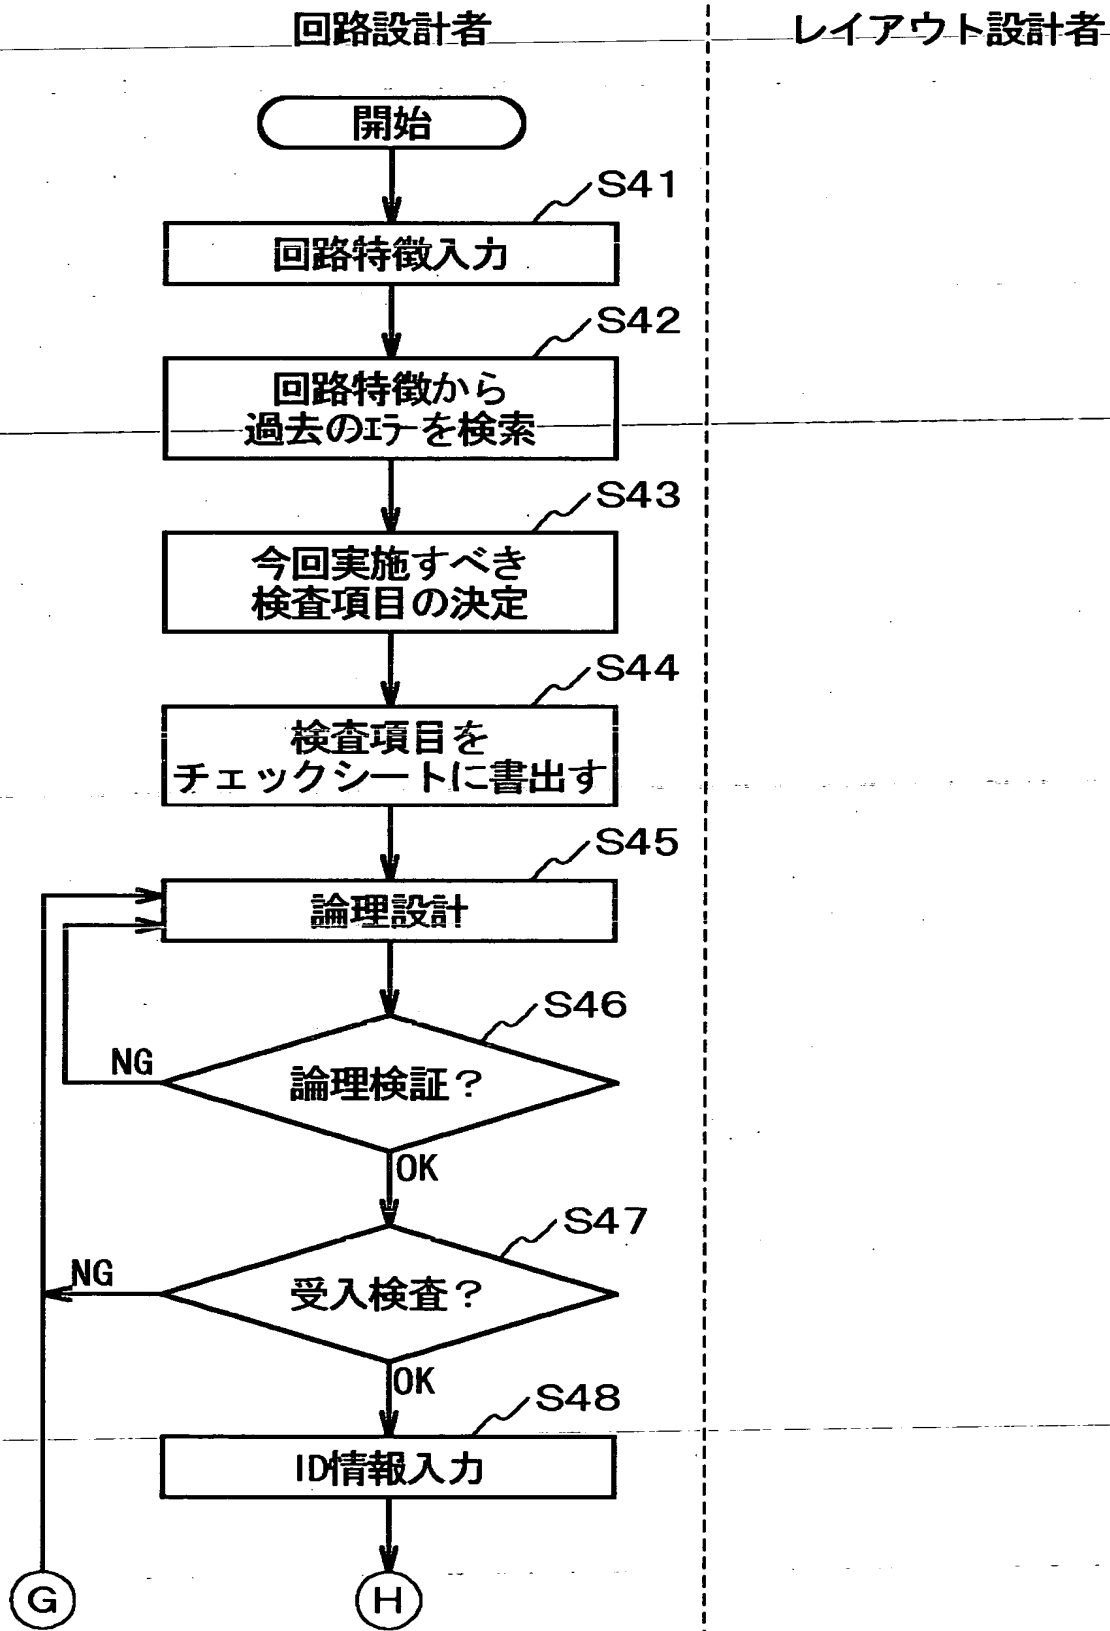 回路設計者
レイアウト設計者
開始
S41
回路特徴入力
S42
回路特徴から
過去のｴﾗｰを検索
S43
今回実施すべき
検査項目の決定
S44
検査項目を
チェックシートに書出す
S45
論理設計
S46
NG
論理検証？
OK
S47
NG
受入検査？
OK
S48
ID情報入力
G
H